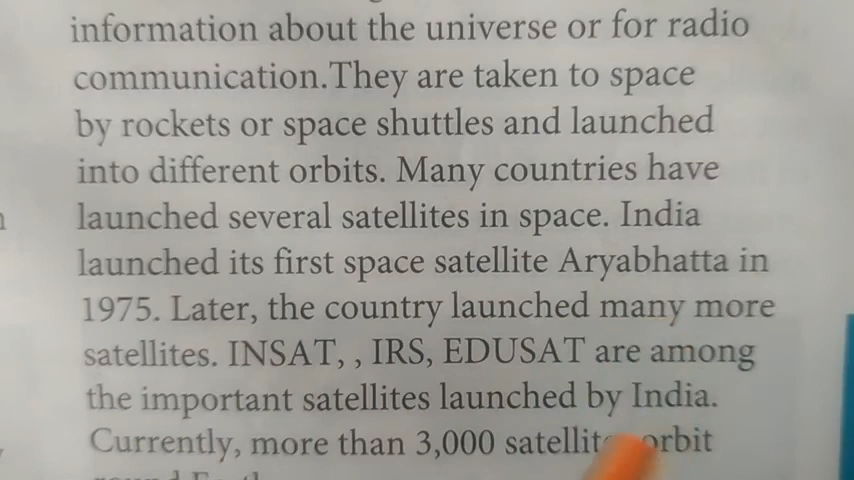 information about the universe or for radio
communication.They are taken to space
by rockets or space shuttles and launched
into different orbits. Many countries have
launched several satellites in space. India
launched its first space satellite Aryabhatta in
1975. Later, the country launched many more
satellites. INSAT, , IRS, EDUSAT are among
the important satellites launched by India.
Currently, more than 3,000 orbit